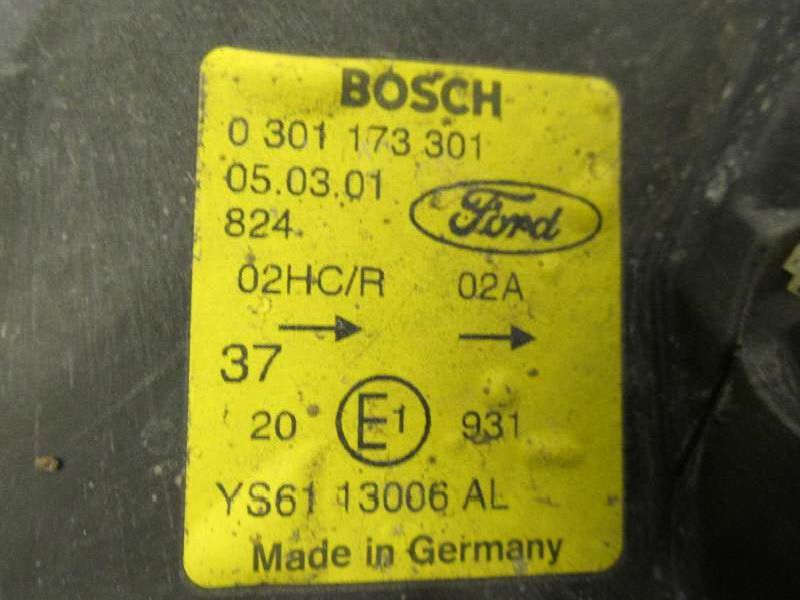 BOSCH
0 301 173 301
05.03.01
824
Ford
02HC/R 02A
37
20 E1 931
YS61 13006 AL
Made in Germany